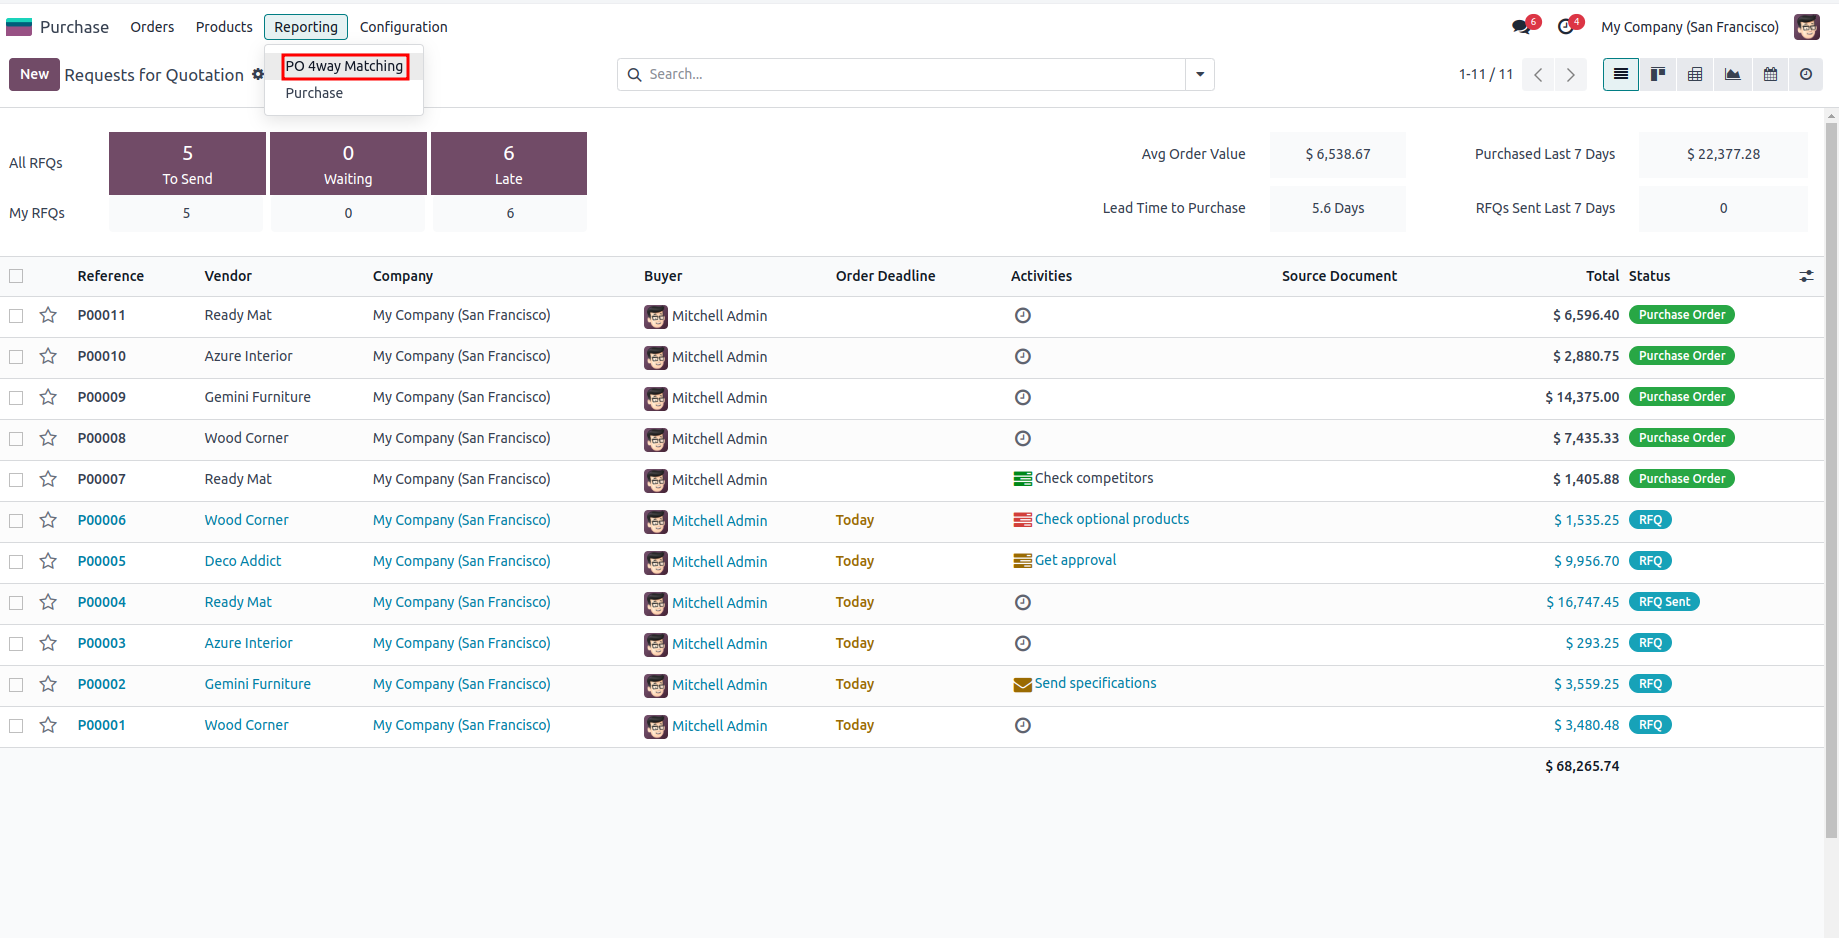 Purchase Orders Products Reporting Configuration 6 4 My Company (San Francisco)
New Requests for Quotation PO 4way Matching Search... 1-11 / 11
Purchase
All RFQs 5 To Send 0 Waiting 6 Late
My RFQs 5 0 6
Avg Order Value $ 6,538.67 Purchased Last 7 Days $ 22,377.28
Lead Time to Purchase 5.6 Days RFQs Sent Last 7 Days 0
Reference Vendor Company Buyer Order Deadline Activities Source Document Total Status
P00011 Ready Mat My Company (San Francisco) Mitchell Admin $ 6,596.40 Purchase Order
P00010 Azure Interior My Company (San Francisco) Mitchell Admin $ 2,880.75 Purchase Order
P00009 Gemini Furniture My Company (San Francisco) Mitchell Admin $ 14,375.00 Purchase Order
P00008 Wood Corner My Company (San Francisco) Mitchell Admin $ 7,435.33 Purchase Order
P00007 Ready Mat My Company (San Francisco) Mitchell Admin Check competitors $ 1,405.88 Purchase Order
P00006 Wood Corner My Company (San Francisco) Mitchell Admin Today Check optional products $ 1,535.25 RFQ
P00005 Deco Addict My Company (San Francisco) Mitchell Admin Today Get approval $ 9,956.70 RFQ
P00004 Ready Mat My Company (San Francisco) Mitchell Admin Today $ 16,747.45 RFQ Sent
P00003 Azure Interior My Company (San Francisco) Mitchell Admin Today $ 293.25 RFQ
P00002 Gemini Furniture My Company (San Francisco) Mitchell Admin Today Send specifications $ 3,559.25 RFQ
P00001 Wood Corner My Company (San Francisco) Mitchell Admin Today $ 3,480.48 RFQ
$ 68,265.74